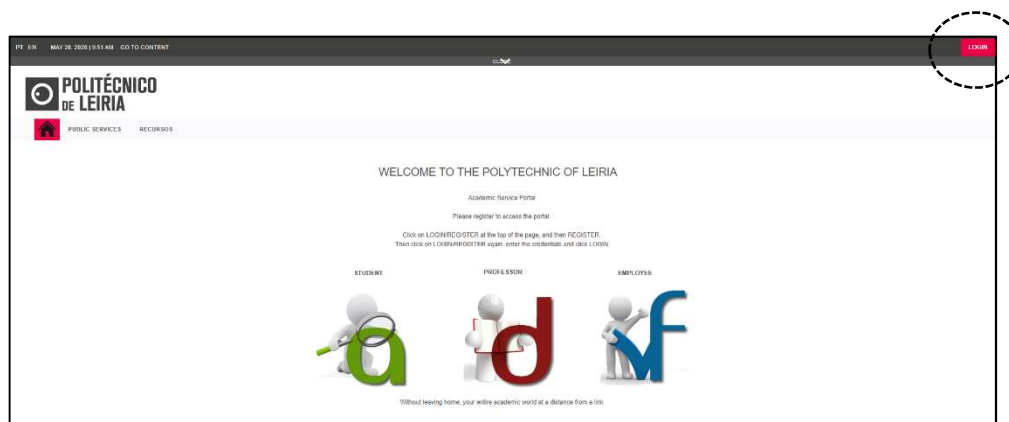 PT EN MAY 28, 2020 | 9:51 AM GO TO CONTENT LOGIN
POLITÉCNICO
DE LEIRIA
PUBLIC SERVICES RECURSOS
WELCOME TO THE POLYTECHNIC OF LEIRIA
Academic Service Portal
Please register to access the portal.
Click on LOGIN/REGISTER at the top of the page, and then REGISTER.
Then click on LOGIN/REGISTER again, enter the credentials and click LOGIN.
STUDENT PROFESSOR EMPLOYEE
a d f
Without leaving home, your entire academic world at a distance from a link